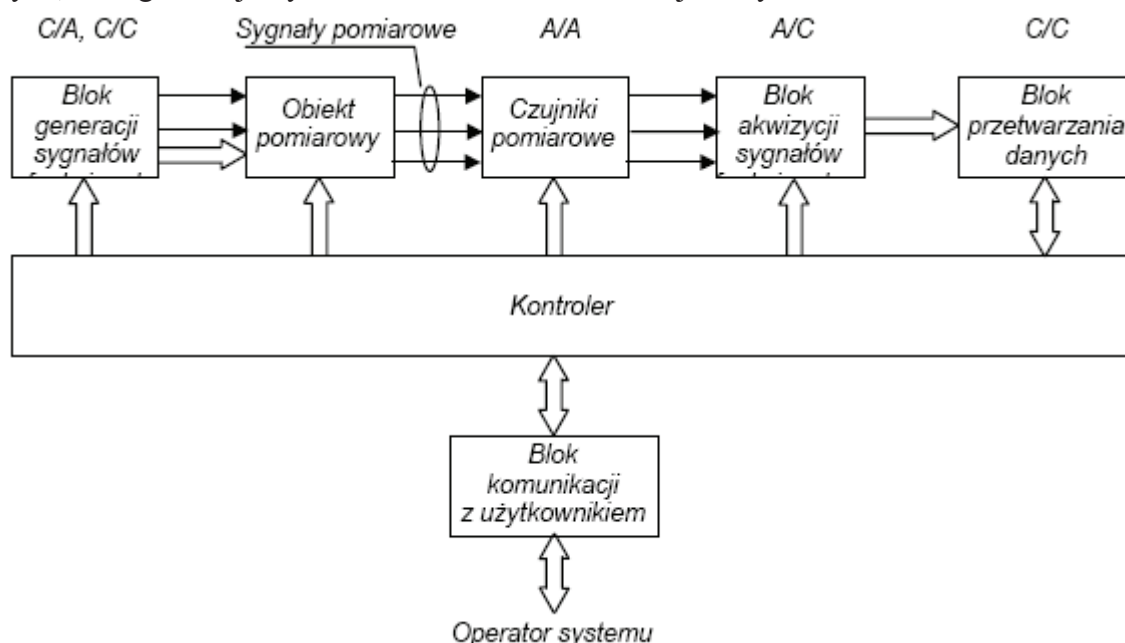 C/A, C/C
Sygnały pomiarowe
A/A
A/C
C/C
Blok
generacji
sygnałów
Obiekt
pomiarowy
Czujniki
pomiarowe
Blok
akwizycji
sygnałów
Blok
przetwarzania
danych
Kontroler
Blok
komunikacji
z użytkownikiem
Operator systemu